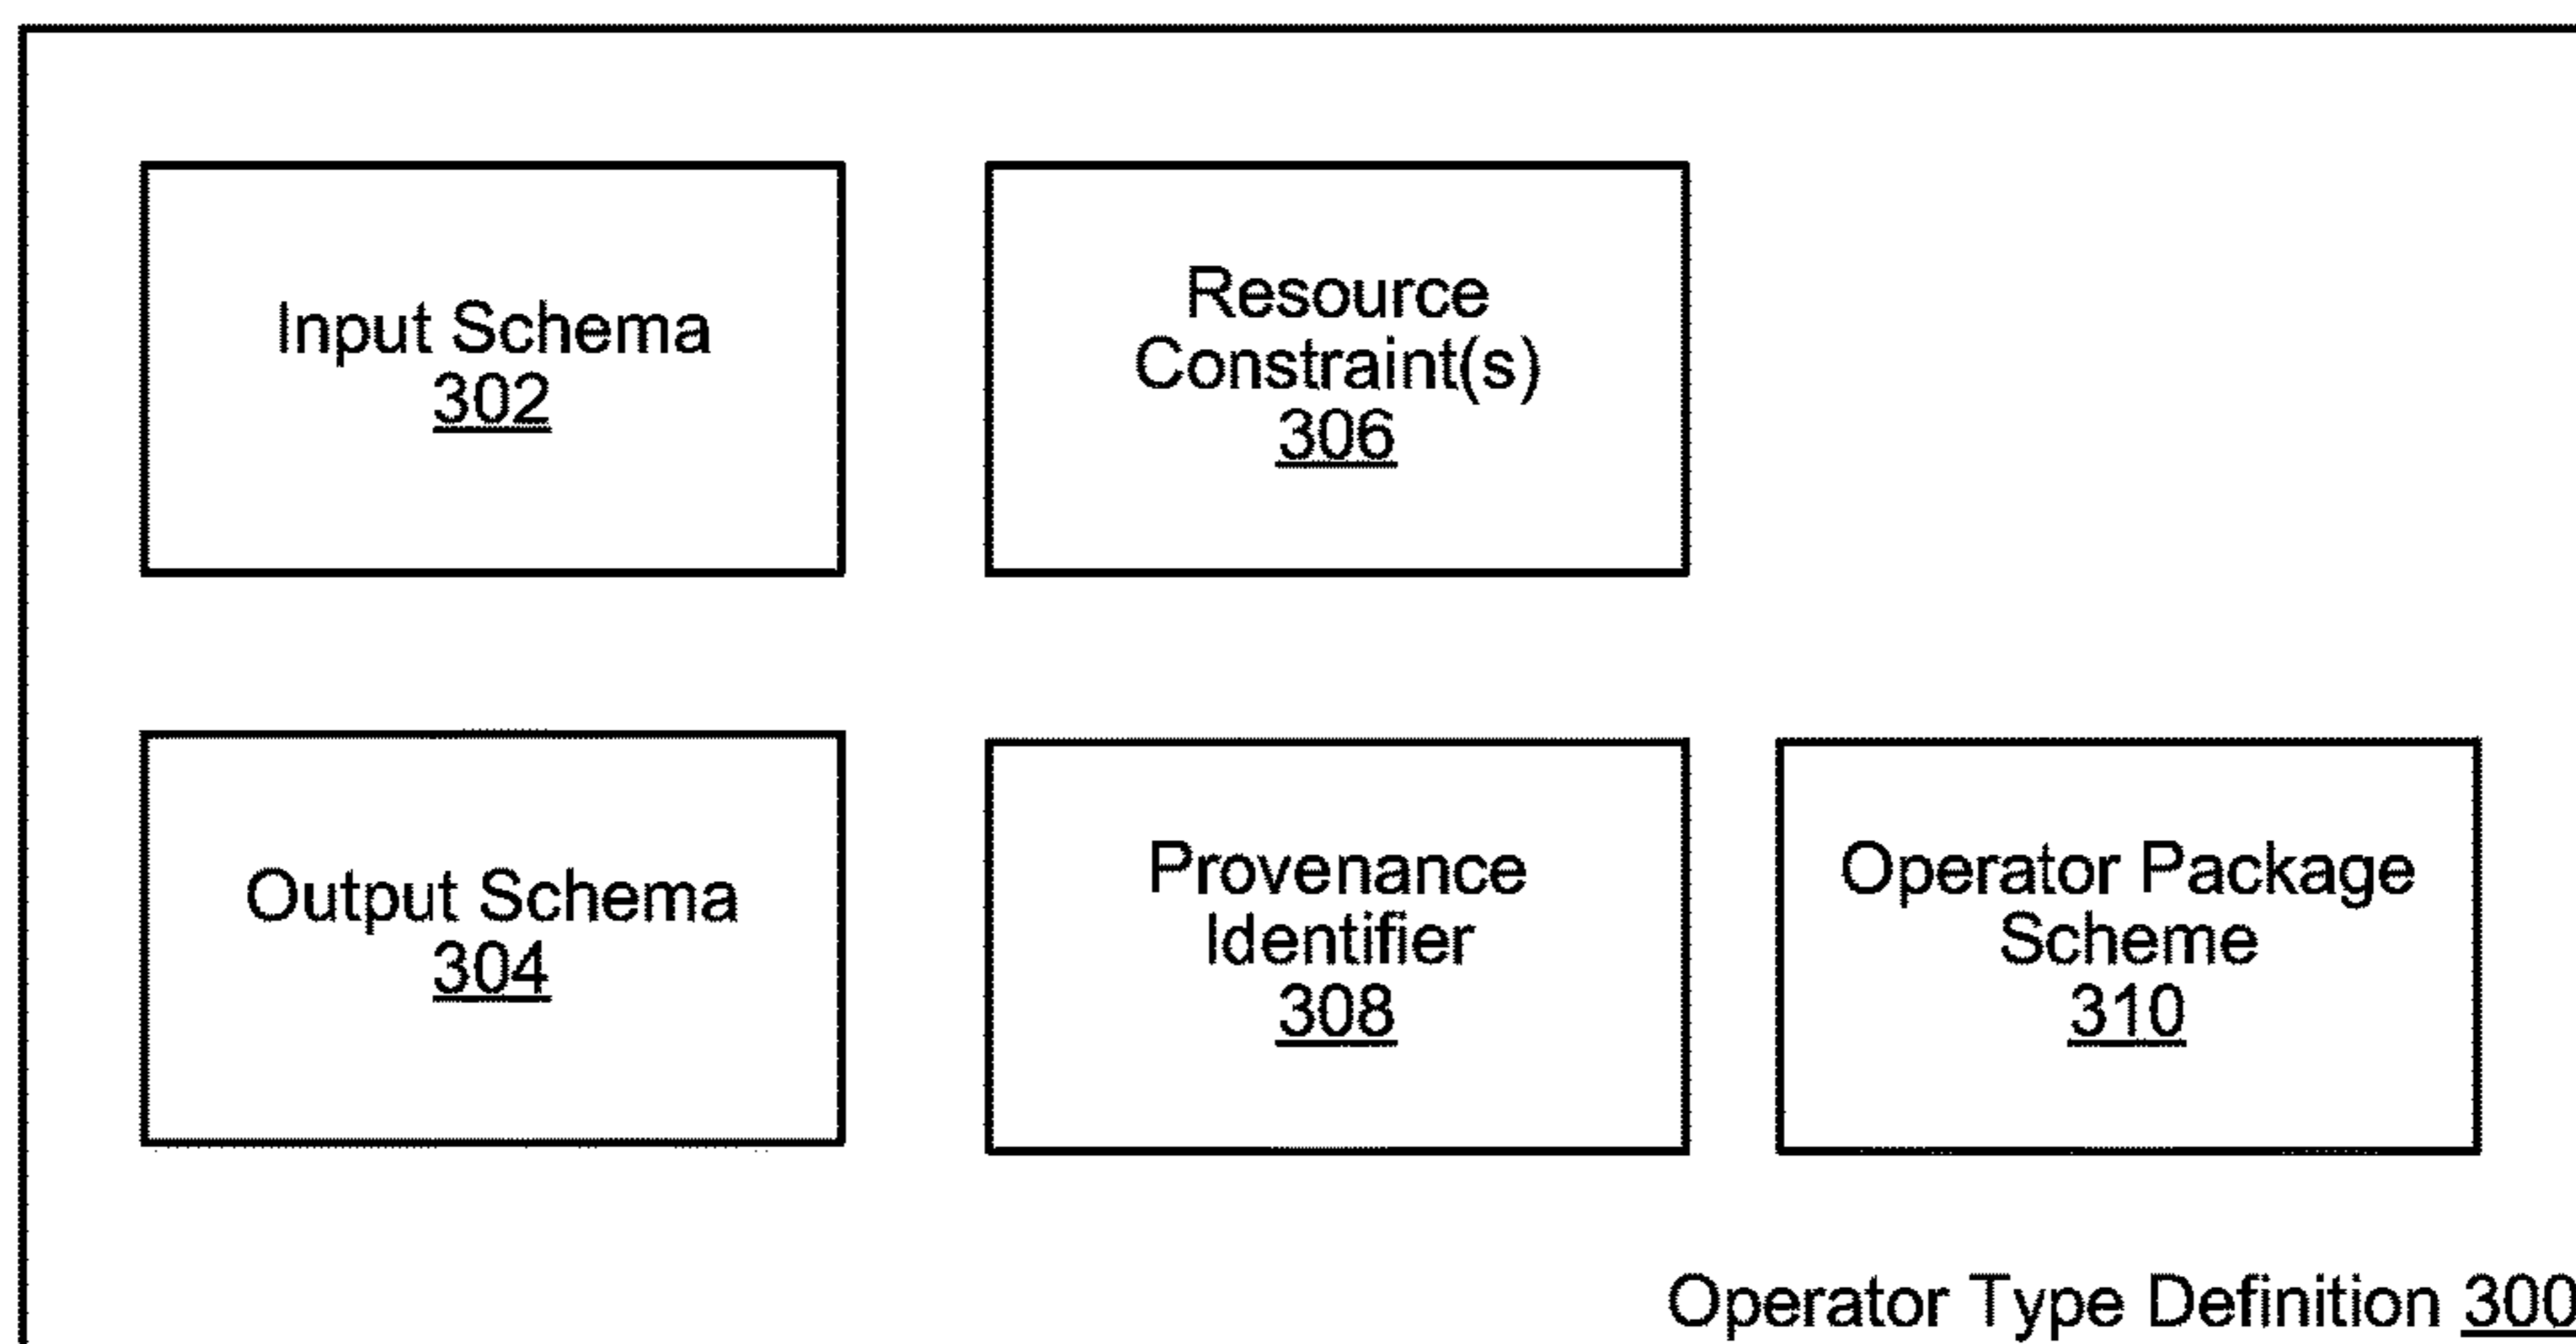 Input Schema
302
Resource
Constraint(s)
306
Output Schema
304
Provenance
Identifier
308
Operator Package
Scheme
310
Operator Type Definition 300